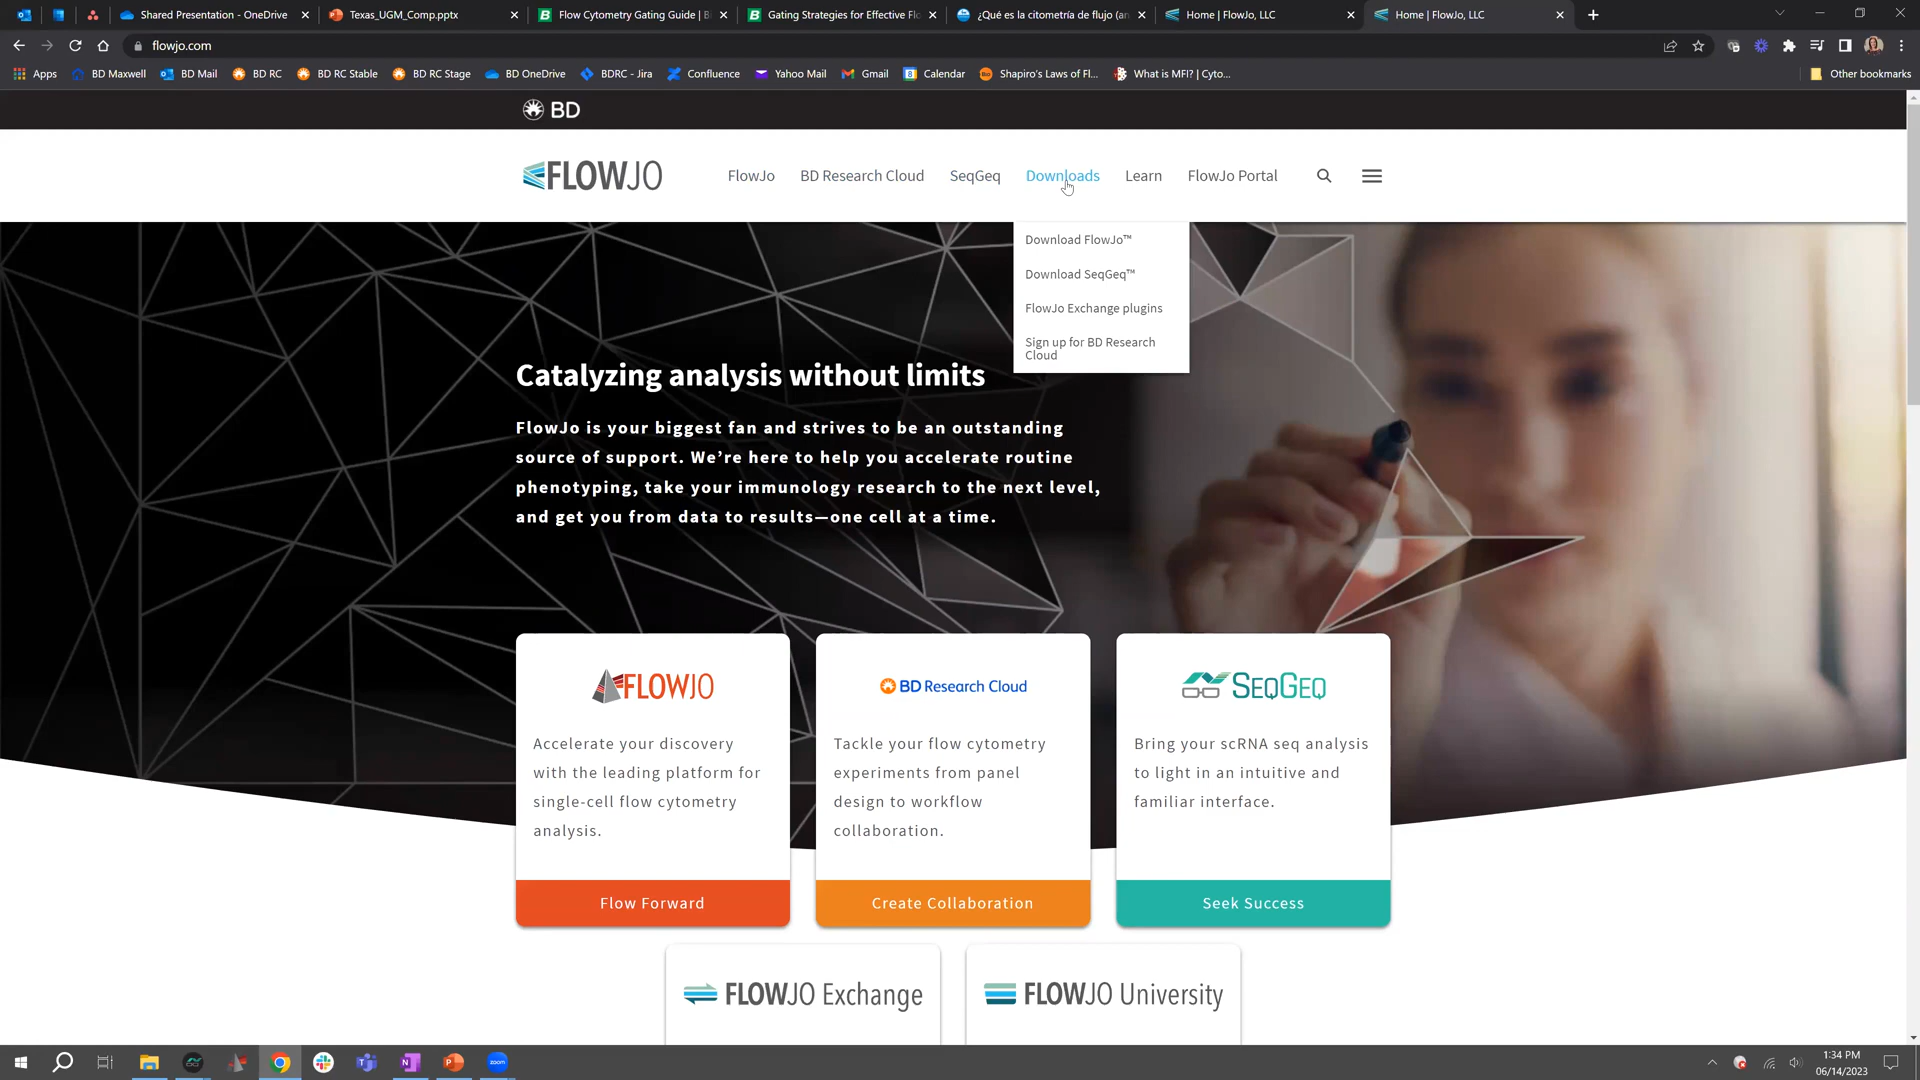 Shared Presentation - OneDrive
Texas_UGM_Comp.pptx
Flow Cytometry Gating Guide | B
Gating Strategies for Effective Flo
¿Qué es la citometría de flujo (an
Home | FlowJo, LLC
Home | FlowJo, LLC
flowjo.com
Apps
BD Maxwell
BD Mail
BD RC
BD RC Stable
BD RC Stage
BD OneDrive
BDRC - Jira
Confluence
Yahoo Mail
Gmail
Calendar
Shapiro's Laws of Fl...
What is MFI? | Cyto...
Other bookmarks
BD
FLOWJO
FlowJo
BD Research Cloud
SeqGeq
Downloads
Learn
FlowJo Portal
Download FlowJo™
Download SeqGeq™
FlowJo Exchange plugins
Sign up for BD Research
Cloud
Catalyzing analysis without limits
FlowJo is your biggest fan and strives to be an outstanding
source of support. We’re here to help you accelerate routine
phenotyping, take your immunology research to the next level,
and get you from data to results—one cell at a time.
FLOWJO
Accelerate your discovery
with the leading platform for
single-cell flow cytometry
analysis.
Flow Forward
BD Research Cloud
Tackle your flow cytometry
experiments from panel
design to workflow
collaboration.
Create Collaboration
SEQGEQ
Bring your scRNA seq analysis
to light in an intuitive and
familiar interface.
Seek Success
FLOWJO Exchange
FLOWJO University
zoom
1:34 PM
06/14/2023